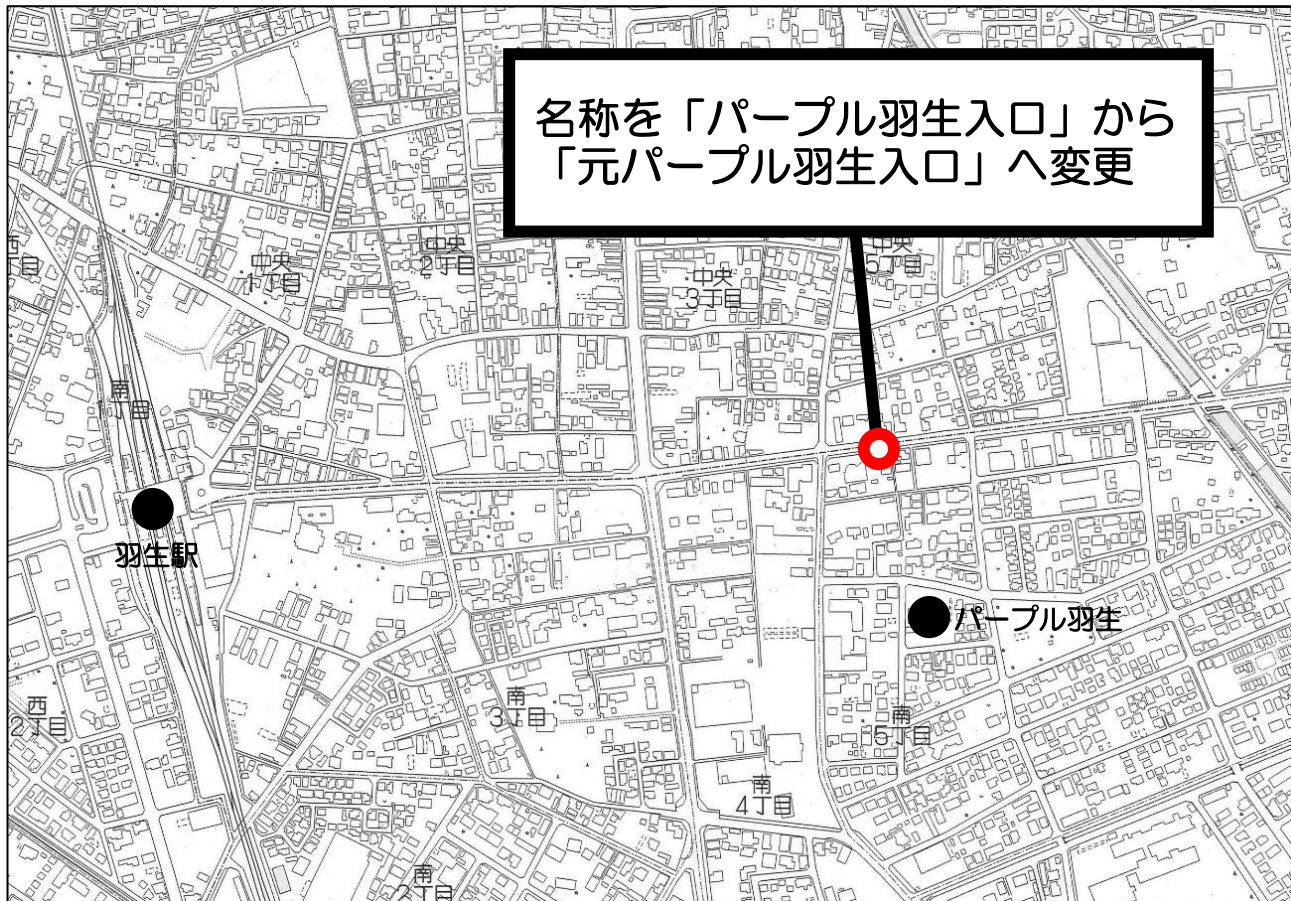 名称を「パープル羽生入口」から
「元パープル羽生入口」へ変更
中央
1丁目
中央
2丁目
中央
3丁目
中央
5丁目
西
丁目
南
丁目
羽生駅
パープル羽生
西
2丁目
南
3丁目
南
5丁目
南
4丁目
南
2丁目